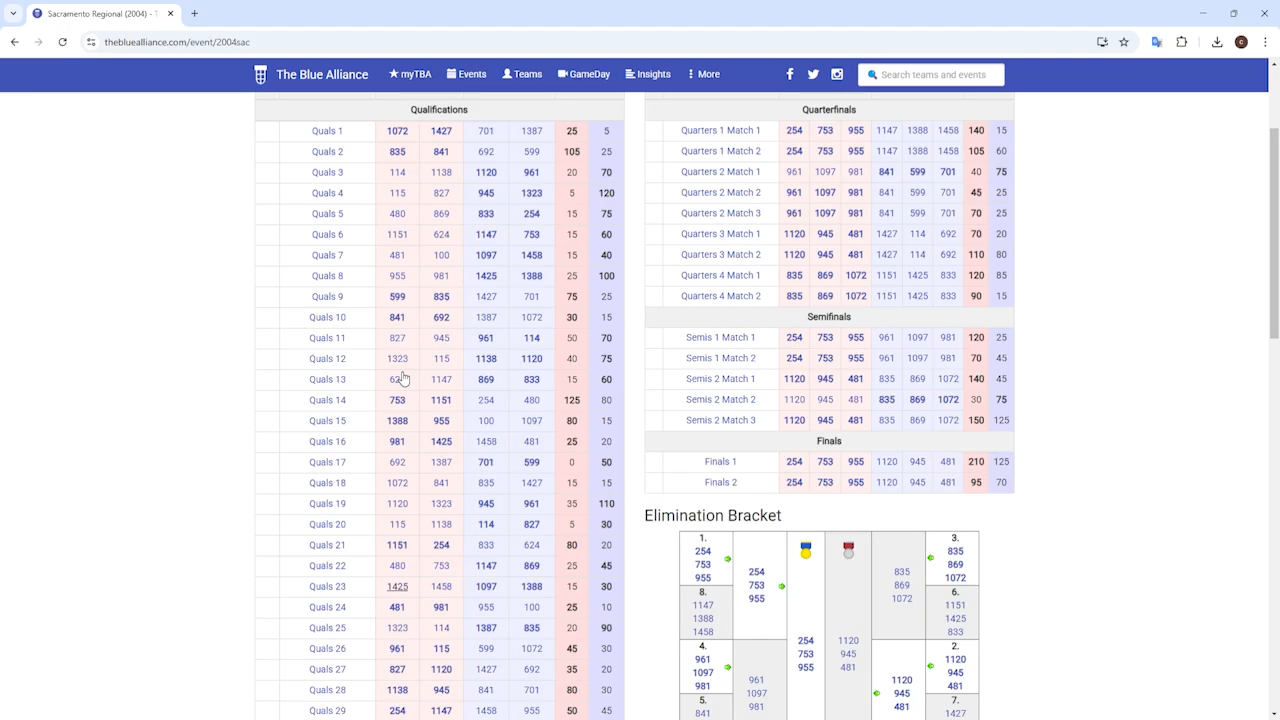 Sacramento Regional (2004) - T
thebluealliance.com/event/2004sac
The Blue Alliance myTBA Events Teams GameDay Insights More Search teams and events
Qualifications
Quals 1 1072 1427 701 1387 25 5
Quals 2 835 841 692 599 105 25
Quals 3 114 1138 1120 961 20 70
Quals 4 115 827 945 1323 5 120
Quals 5 480 869 833 254 15 75
Quals 6 1151 624 1147 753 15 60
Quals 7 481 100 1097 1458 15 40
Quals 8 955 981 1425 1388 25 100
Quals 9 599 835 1427 701 75 25
Quals 10 841 692 1387 1072 30 15
Quals 11 827 945 961 114 50 70
Quals 12 1323 115 1138 1120 40 75
Quals 13 1147 869 833 15 60
Quals 14 753 1151 254 480 125 80
Quals 15 1388 955 100 1097 80 15
Quals 16 981 1425 1458 481 25 20
Quals 17 692 1387 701 599 0 50
Quals 18 1072 841 835 1427 15 15
Quals 19 1120 1323 945 961 35 110
Quals 20 115 1138 114 827 5 30
Quals 21 1151 254 833 624 80 20
Quals 22 480 753 1147 869 25 45
Quals 23 1425 1458 1097 1388 15 30
Quals 24 481 981 955 100 25 10
Quals 25 1323 114 1387 835 20 90
Quals 26 961 115 599 1072 45 30
Quals 27 827 1120 1427 692 35 20
Quals 28 1138 945 841 701 80 30
Quals 29 254 1147 1458 955 50 45
Quarterfinals
Quarters 1 Match 1 254 753 955 1147 1388 1458 140 15
Quarters 1 Match 2 254 753 955 1147 1388 1458 105 60
Quarters 2 Match 1 961 1097 981 841 599 701 40 75
Quarters 2 Match 2 961 1097 981 841 599 701 45 25
Quarters 2 Match 3 961 1097 981 841 599 701 70 25
Quarters 3 Match 1 1120 945 481 1427 114 692 70 20
Quarters 3 Match 2 1120 945 481 1427 114 692 110 80
Quarters 4 Match 1 835 869 1072 1151 1425 833 120 85
Quarters 4 Match 2 835 869 1072 1151 1425 833 90 15
Semifinals
Semis 1 Match 1 254 753 955 961 1097 981 120 25
Semis 1 Match 2 254 753 955 961 1097 981 70 45
Semis 2 Match 1 1120 945 481 835 869 1072 140 45
Semis 2 Match 2 1120 945 481 835 869 1072 30 75
Semis 2 Match 3 1120 945 481 835 869 1072 150 125
Finals
Finals 1 254 753 955 1120 945 481 210 125
Finals 2 254 753 955 1120 945 481 95 70
Elimination Bracket
1.
254
753
955
8.
1147
1388
1458
4.
961
1097
981
5.
841
254
753
955
961
1097
981
254
753
955
1120
945
481
835
869
1072
1120
945
481
3.
835
869
1072
6.
1151
1425
833
2.
1120
945
481
7.
1427